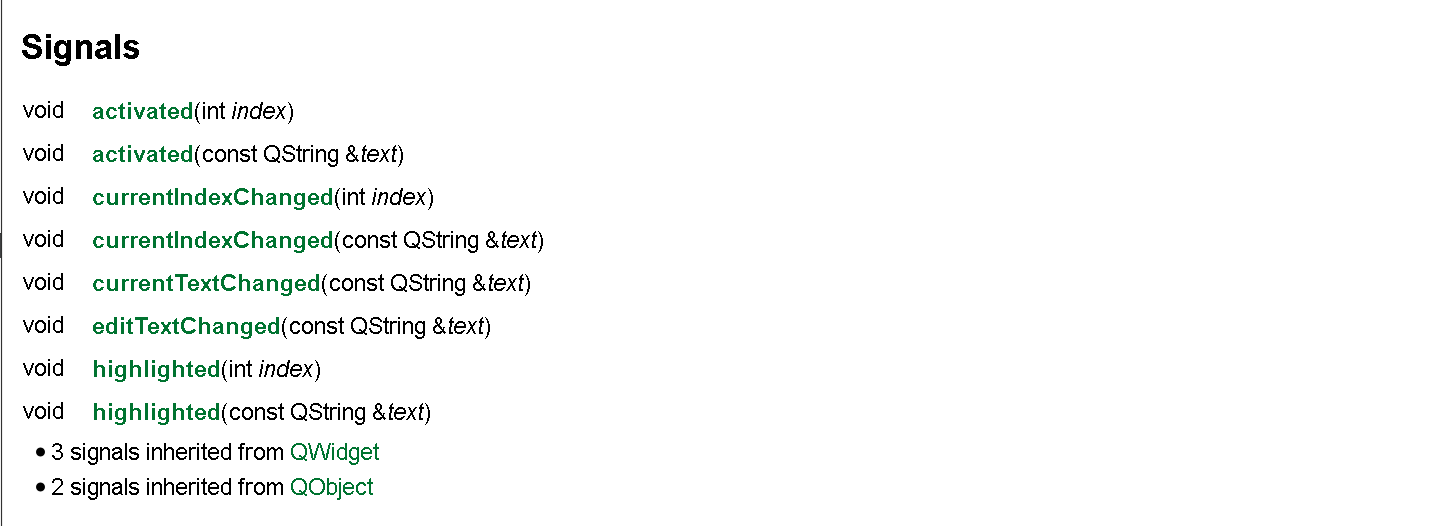 Signals
void activated(int index)
void activated(const QString &text)
void currentIndexChanged(int index)
void currentIndexChanged(const QString &text)
void currentTextChanged(const QString &text)
void editTextChanged(const QString &text)
void highlighted(int index)
void highlighted(const QString &text)
• 3 signals inherited from QWidget
• 2 signals inherited from QObject